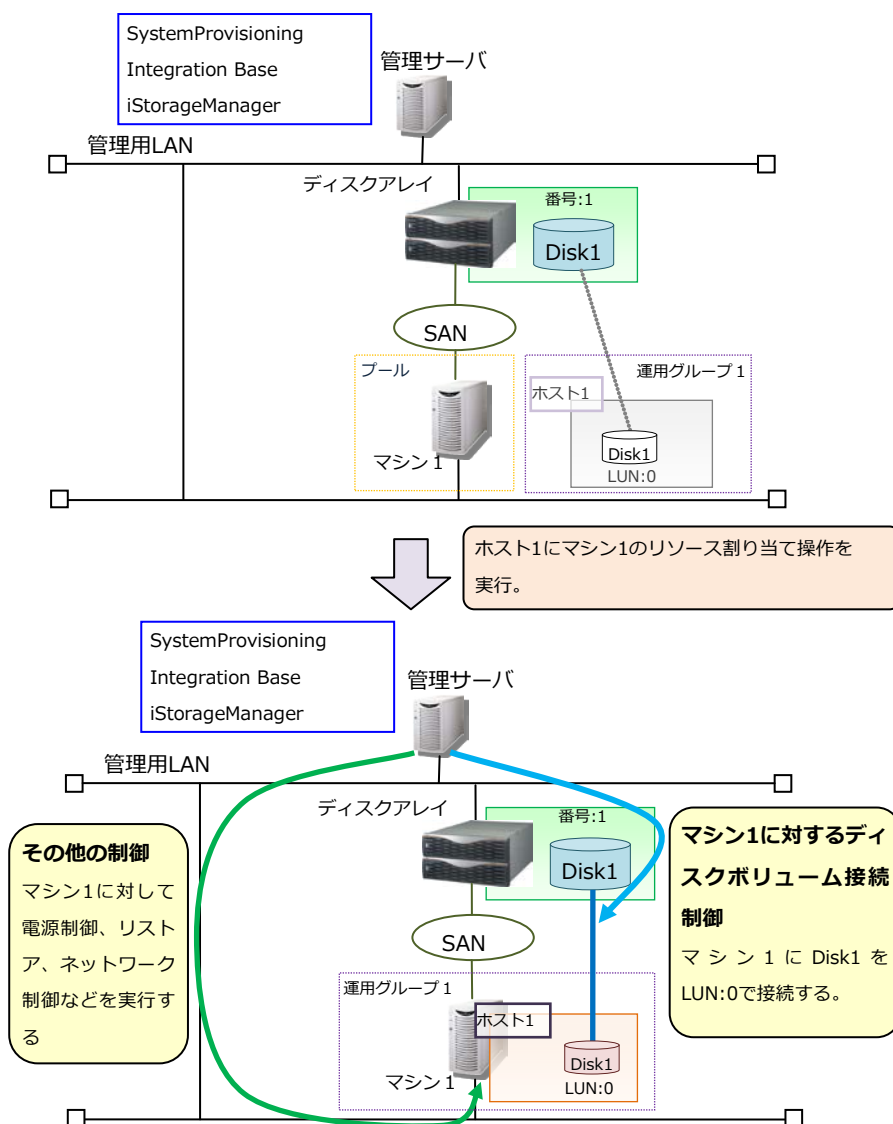 SystemProvisioning
Integration Base
iStorageManager
管理サーバ
管理用LAN
ディスクアレイ
番号:1
Disk1
SAN
プール
運用グループ1
ホスト1
Disk1
LUN:0
マシン1
ホスト1にマシン1のリソース割り当て操作を
実行。
SystemProvisioning
Integration Base
iStorageManager
管理サーバ
管理用LAN
ディスクアレイ
番号:1
Disk1
その他の制御
マシン1に対して
電源制御、リスト
ア、ネットワーク
制御などを実行す
る
マシン1に対するディ
スクボリューム接続
制御
マシン1にDisk1を
LUN:0で接続する。
SAN
運用グループ1
ホスト1
Disk1
LUN:0
マシン1